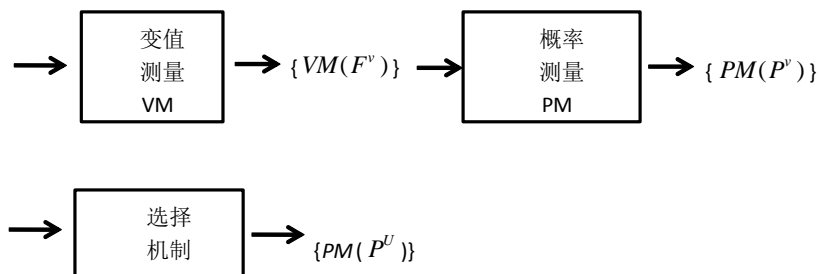 变值
测量
VM
{VM(F^v)}
概率
测量
PM
{PM(P^v)}
选择
机制
{PM(P^U)}